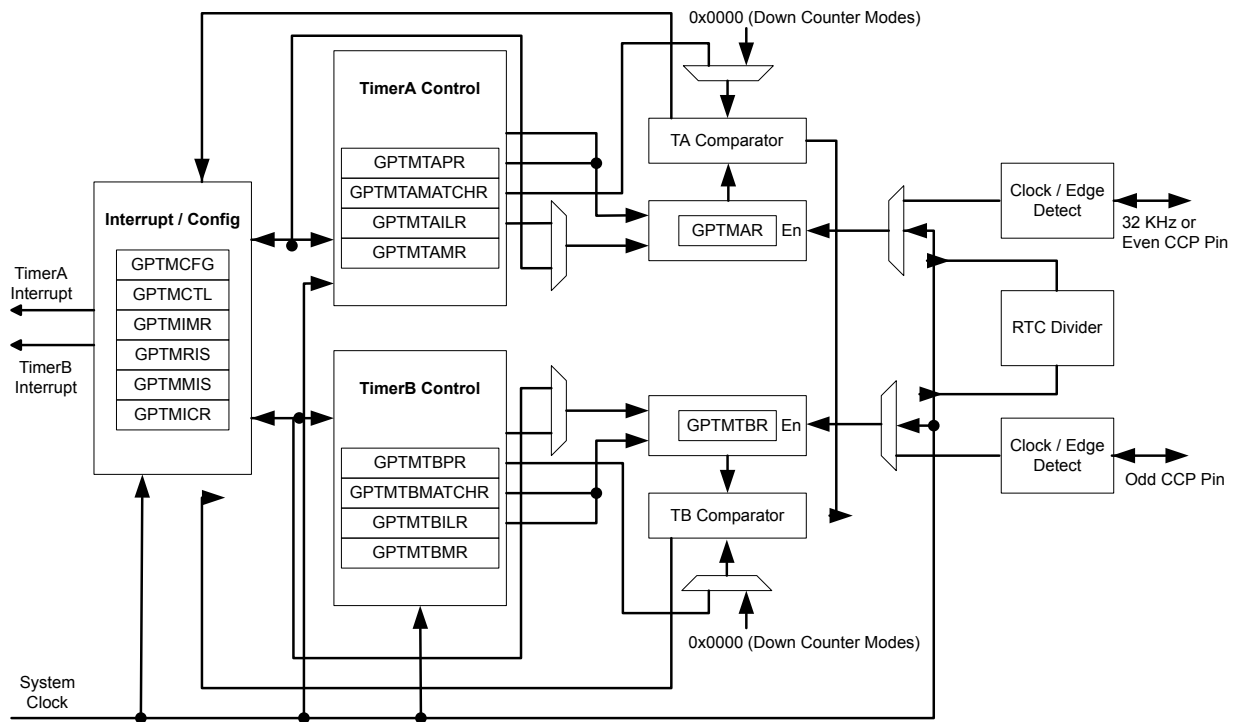 0x0000 (Down Counter Modes)
TimerA Control
GPTMTAPR
GPTMTAMATCHR
GPTMTAILR
GPTMTAMR
TA Comparator
GPTMAR
En
Clock / Edge
Detect
32 KHz or
Even CCP Pin
Interrupt / Config
GPTMCFG
GPTMCTL
GPTMIMR
GPTMRIS
GPTMMIS
GPTMICR
TimerA
Interrupt
TimerB
Interrupt
RTC Divider
TimerB Control
GPTMTBPR
GPTMTBMATCHR
GPTMTBILR
GPTMTBMR
GPTMTBR
En
TB Comparator
Clock / Edge
Detect
Odd CCP Pin
0x0000 (Down Counter Modes)
System
Clock